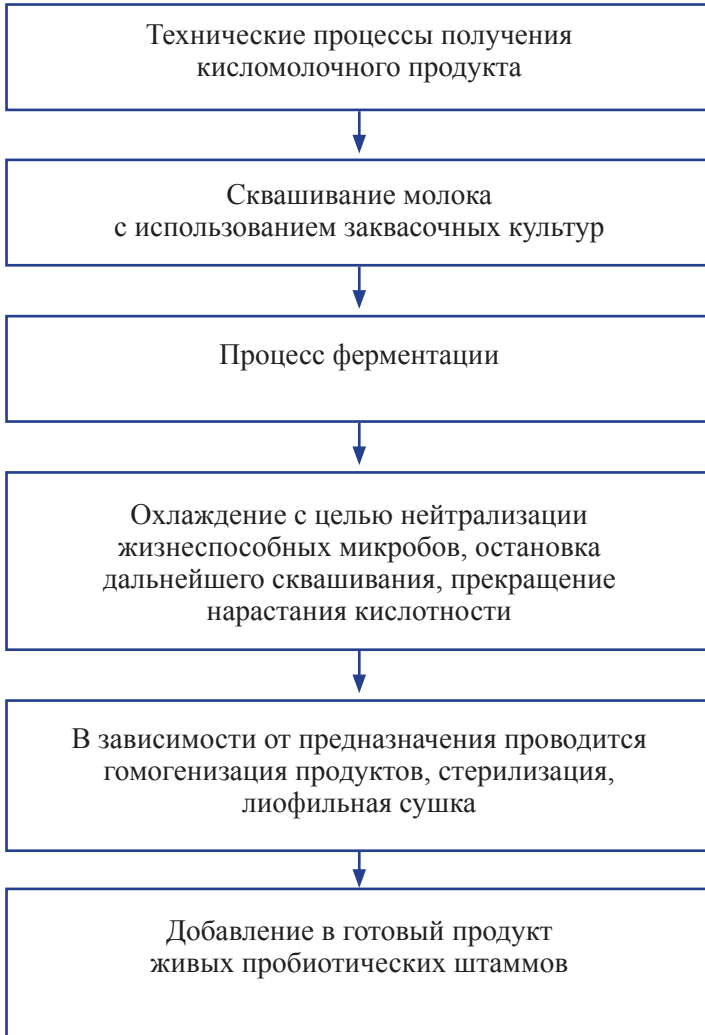 Технические процессы получения
кисломолочного продукта
Сквашивание молока
с использованием заквасочных культур
Процесс ферментации
Охлаждение с целью нейтрализации
жизнеспособных микробов, остановка
дальнейшего сквашивания, прекращение
нарастания кислотности
В зависимости от предназначения проводится
гомогенизация продуктов, стерилизация,
лиофильная сушка
Добавление в готовый продукт
живых пробиотических штаммов